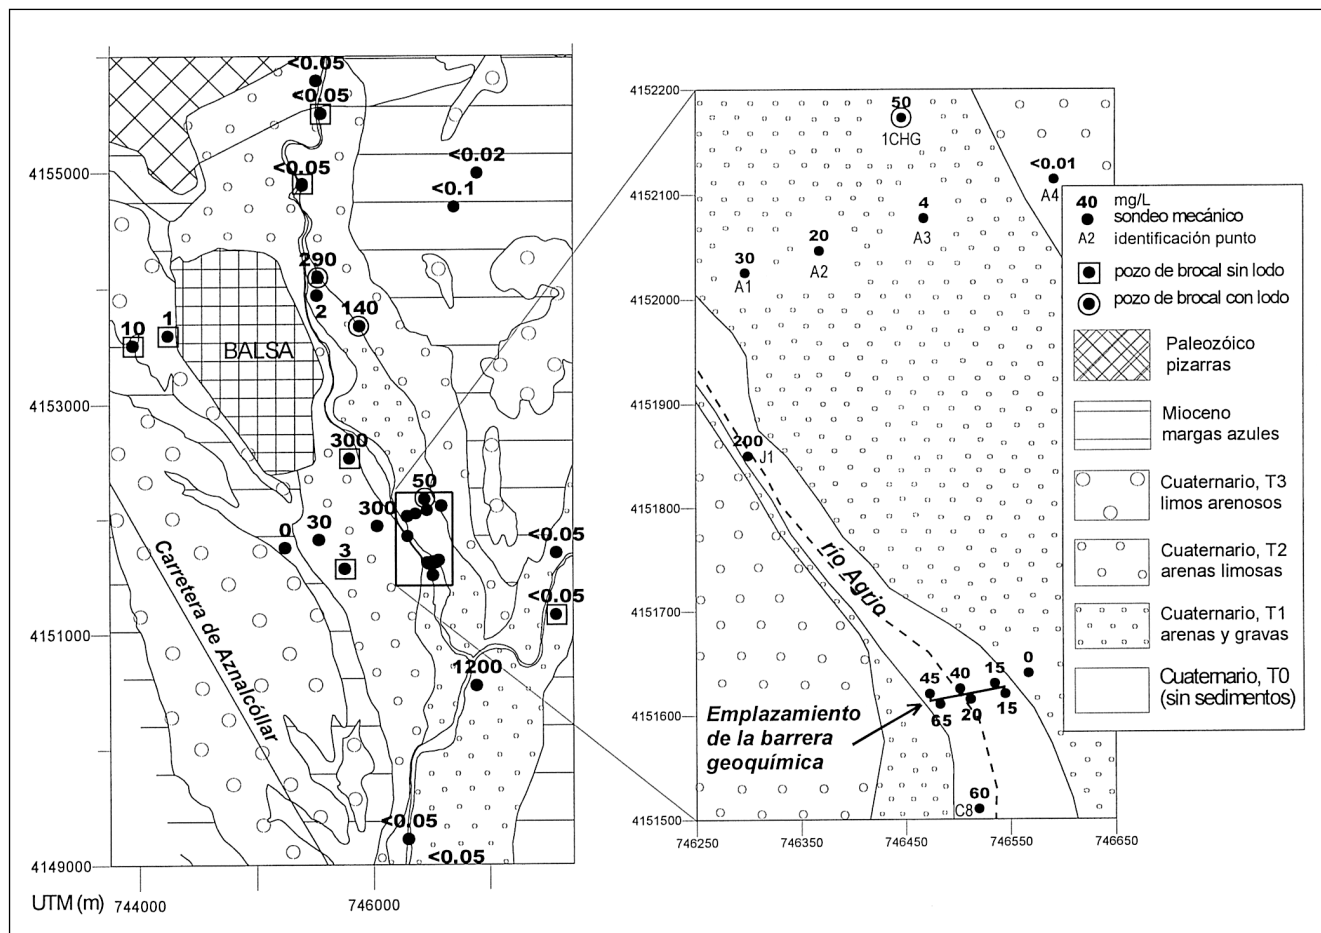 <0.05
<0.05
<0.05
<0.02
<0.1
4155000
290
2
140
10
1
BALSA
4153000
300
50
300
30
0
3
<0.05
<0.05
Carretera de Aznalcóllar
4151000
1200
<0.05
<0.05
4149000
UTM (m)
744000
746000
4152200
50
1CHG
<0.01
A4
4152100
4
A3
20
A2
30
A1
4152000
4151900
200
J1
4151800
río Agrio
4151700
0
15
40
45
15
20
65
4151600
Emplazamiento
de la barrera
geoquímica
60
C8
4151500
746250
746350
746450
746550
746650
40 mg/L
sondeo mecánico
A2 identificación punto
pozo de brocal sin lodo
pozo de brocal con lodo
Paleozóico
pizarras
Mioceno
margas azules
Cuaternario, T3
limos arenosos
Cuaternario, T2
arenas limosas
Cuaternario, T1
arenas y gravas
Cuaternario, T0
(sin sedimentos)